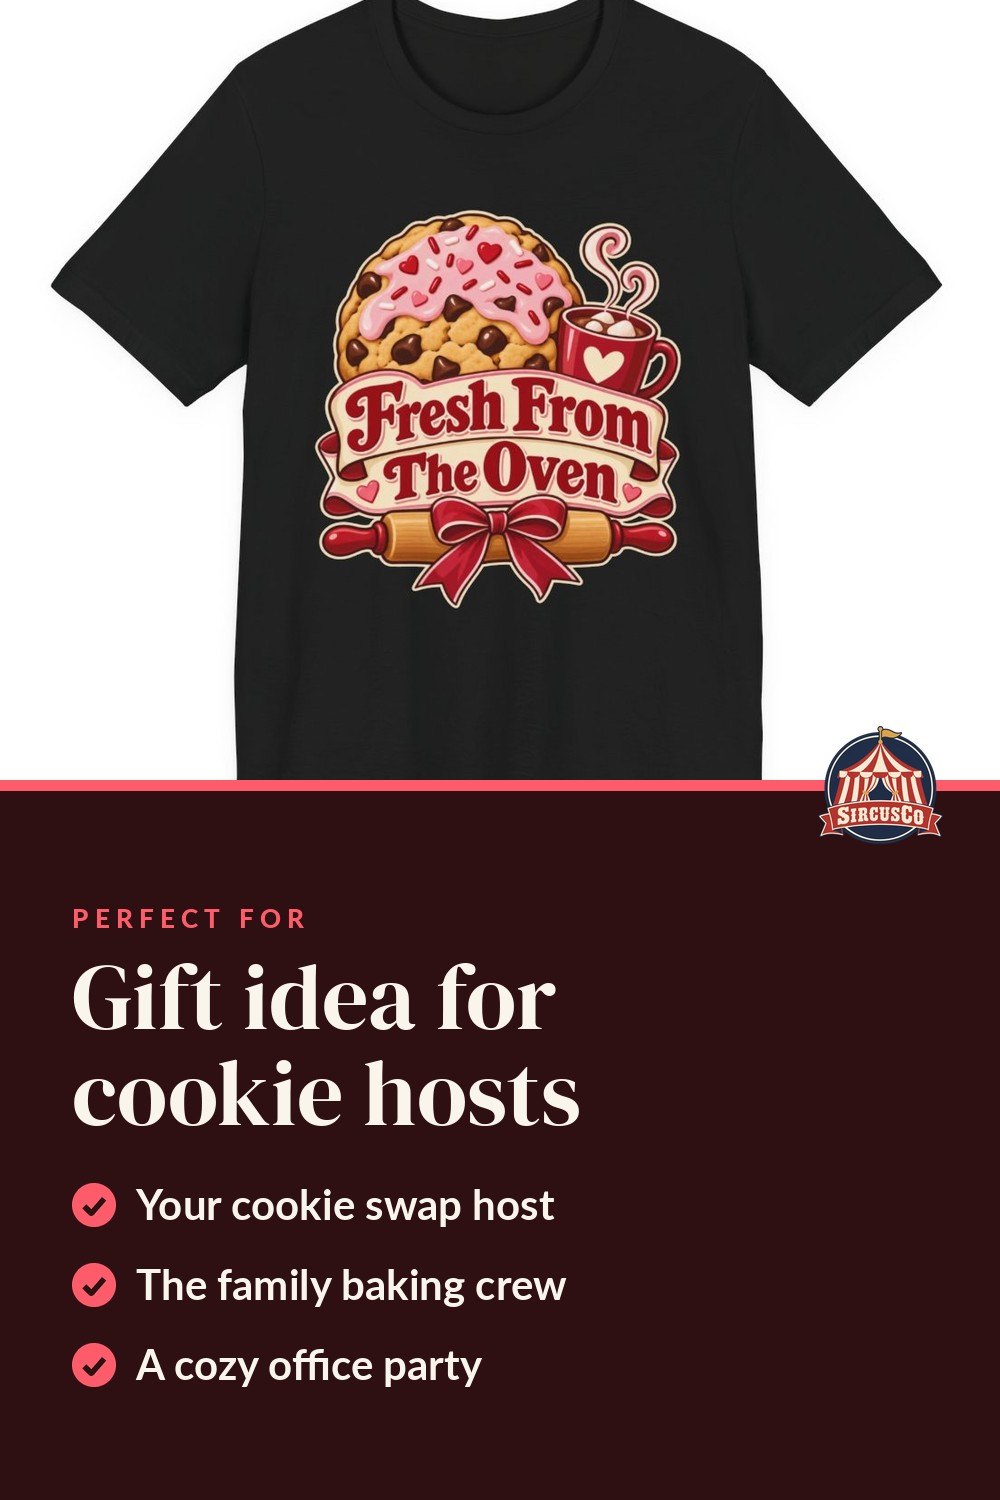 Fresh From
The Oven
SIRCUSCO
PERFECT FOR
Gift idea for
cookie hosts
Your cookie swap host
The family baking crew
A cozy office party